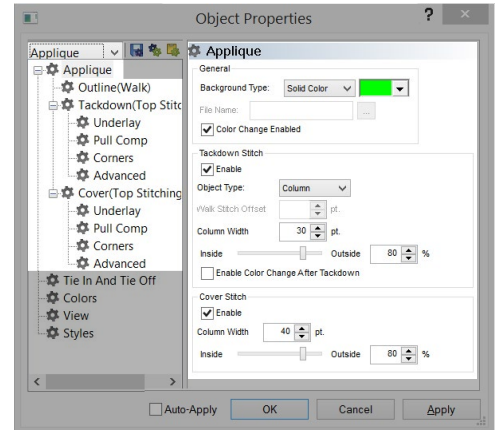 Object Properties
?
Applique
Applique
Outline(Walk)
Tackdown(Top Stitc
Underlay
Pull Comp
Corners
Advanced
Cover(Top Stitching
Underlay
Pull Comp
Corners
Advanced
Tie In And Tie Off
Colors
View
Styles
Applique
General
Background Type: Solid Color
File Name: ...
Color Change Enabled
Tackdown Stitch
Enable
Object Type: Column
Walk Stitch Offset pt.
Column Width 30 pt.
Inside Outside 80 %
Enable Color Change After Tackdown
Cover Stitch
Enable
Column Width 40 pt.
Inside Outside 80 %
Auto-Apply OK Cancel Apply